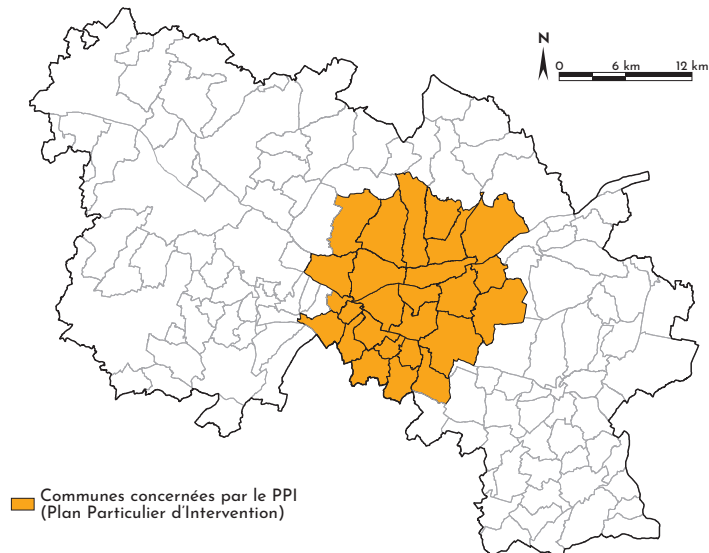 N
0 6 km 12 km
Communes concernées par le PPI
(Plan Particulier d'Intervention)